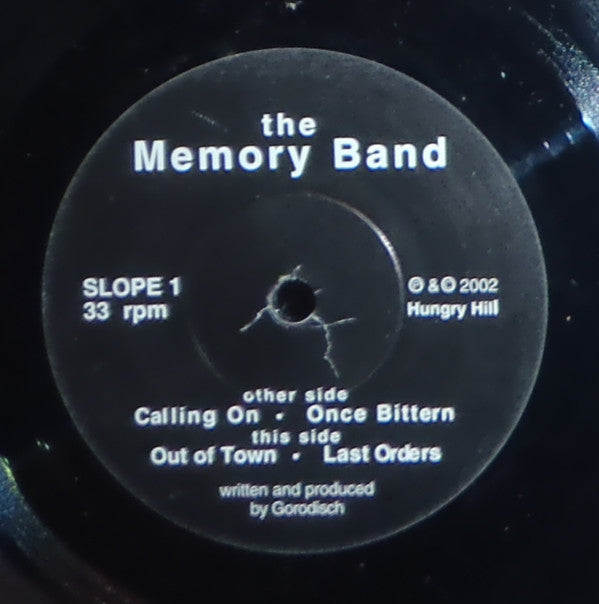 the
Memory Band
SLOPE 1
33 rpm
℗ & © 2002
Hungry Hill
other side
Calling On • Once Bittern
this side
Out of Town • Last Orders
written and produced
by Gorodisch